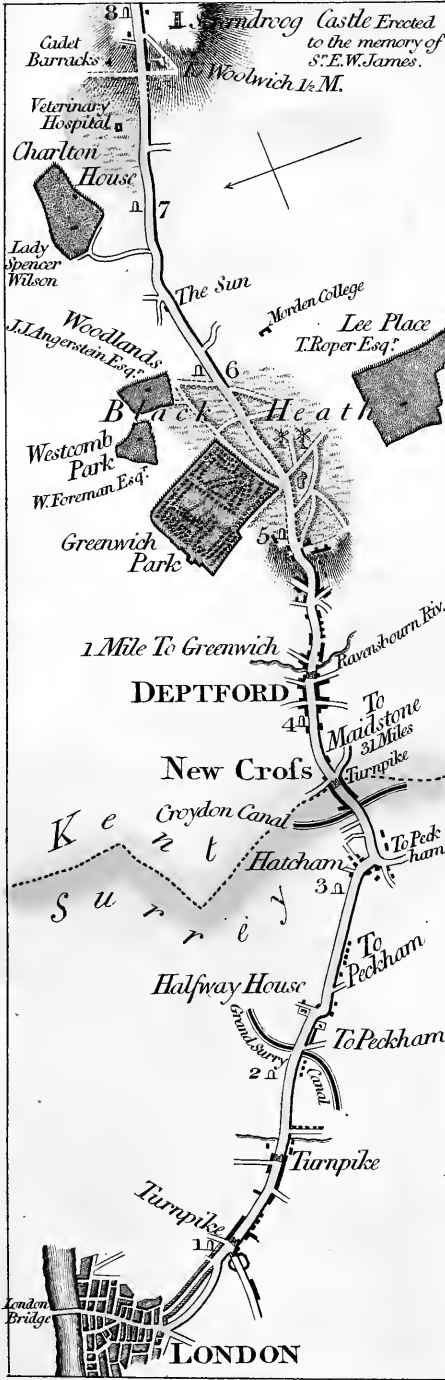 8
Severndroog Castle Erected
to the memory of
Sr. E. W. James.
Cadet
Barracks
To Woolwich 1½ M.
Veterinary
Hospital
Charlton
House
7
Lady
Spencer
Wilson
The Sun
Morden College
Woodlands
J.J. Angerstein Esqr.
Lee Place
T. Roper Esqr.
6
Black Heath
Westcomb
Park
W. Foreman Esqr.
Greenwich
Park
5
1 Mile To Greenwich
Ravensbourn Riv.
DEPTFORD
4
To
Maidstone
31 Miles
New Croſs
Turnpike
Croydon Canal
Kent
To Peck
ham
Hatcham
3
Surrey
To
Peckham
Halfway House
Grand Surry
Canal
To Peckham
2
Turnpike
Turnpike
1
London
Bridge
LONDON